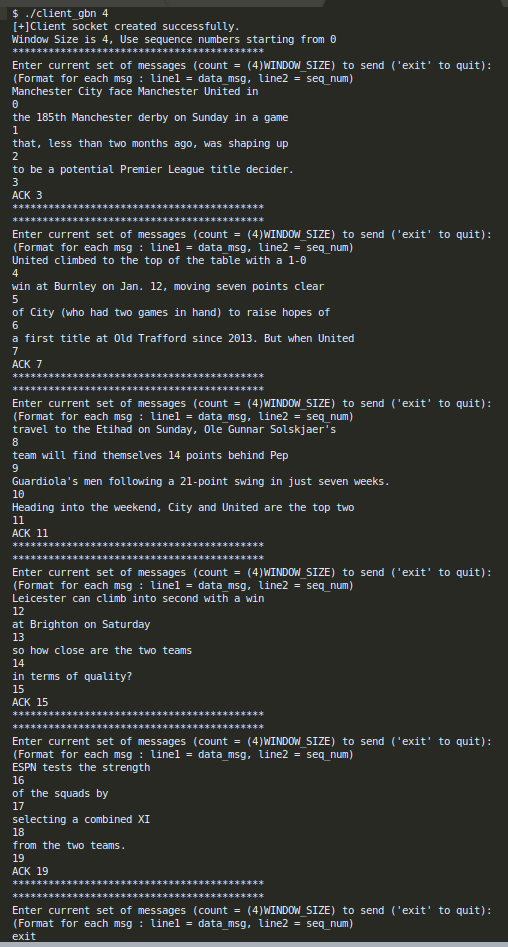 $ ./client_gbn 4
[+]Client socket created successfully.
Window Size is 4, Use sequence numbers starting from 0
******************************************
Enter current set of messages (count = (4)WINDOW_SIZE) to send ('exit' to quit):
(Format for each msg : line1 = data_msg, line2 = seq_num)
Manchester City face Manchester United in
0
the 185th Manchester derby on Sunday in a game
1
that, less than two months ago, was shaping up
2
to be a potential Premier League title decider.
3
ACK 3
******************************************
******************************************
Enter current set of messages (count = (4)WINDOW_SIZE) to send ('exit' to quit):
(Format for each msg : line1 = data_msg, line2 = seq_num)
United climbed to the top of the table with a 1-0
4
win at Burnley on Jan. 12, moving seven points clear
5
of City (who had two games in hand) to raise hopes of
6
a first title at Old Trafford since 2013. But when United
7
ACK 7
******************************************
******************************************
Enter current set of messages (count = (4)WINDOW_SIZE) to send ('exit' to quit):
(Format for each msg : line1 = data_msg, line2 = seq_num)
travel to the Etihad on Sunday, Ole Gunnar Solskjaer's
8
team will find themselves 14 points behind Pep
9
Guardiola's men following a 21-point swing in just seven weeks.
10
Heading into the weekend, City and United are the top two
11
ACK 11
******************************************
******************************************
Enter current set of messages (count = (4)WINDOW_SIZE) to send ('exit' to quit):
(Format for each msg : line1 = data_msg, line2 = seq_num)
Leicester can climb into second with a win
12
at Brighton on Saturday
13
so how close are the two teams
14
in terms of quality?
15
ACK 15
******************************************
******************************************
Enter current set of messages (count = (4)WINDOW_SIZE) to send ('exit' to quit):
(Format for each msg : line1 = data_msg, line2 = seq_num)
ESPN tests the strength
16
of the squads by
17
selecting a combined XI
18
from the two teams.
19
ACK 19
******************************************
******************************************
Enter current set of messages (count = (4)WINDOW_SIZE) to send ('exit' to quit):
(Format for each msg : line1 = data_msg, line2 = seq_num)
exit